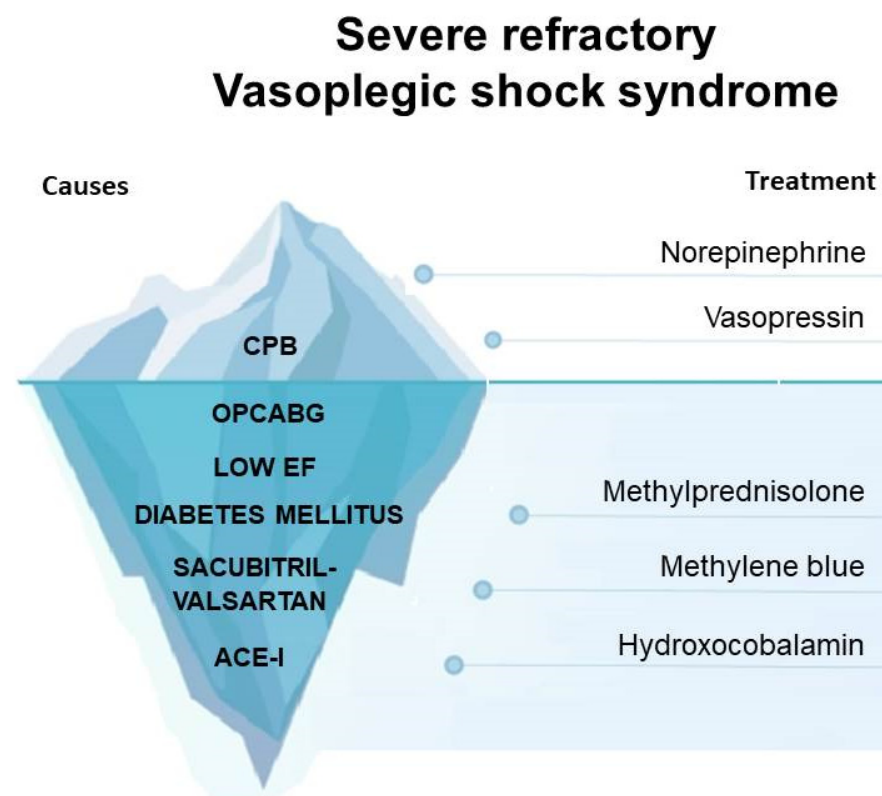 Severe refractory
Vasoplegic shock syndrome
Causes
Treatment
Norepinephrine
Vasopressin
CPB
OPCABG
LOW EF
DIABETES MELLITUS
SACUBITRIL-
VALSARTAN
ACE-I
Methylprednisolone
Methylene blue
Hydroxocobalamin